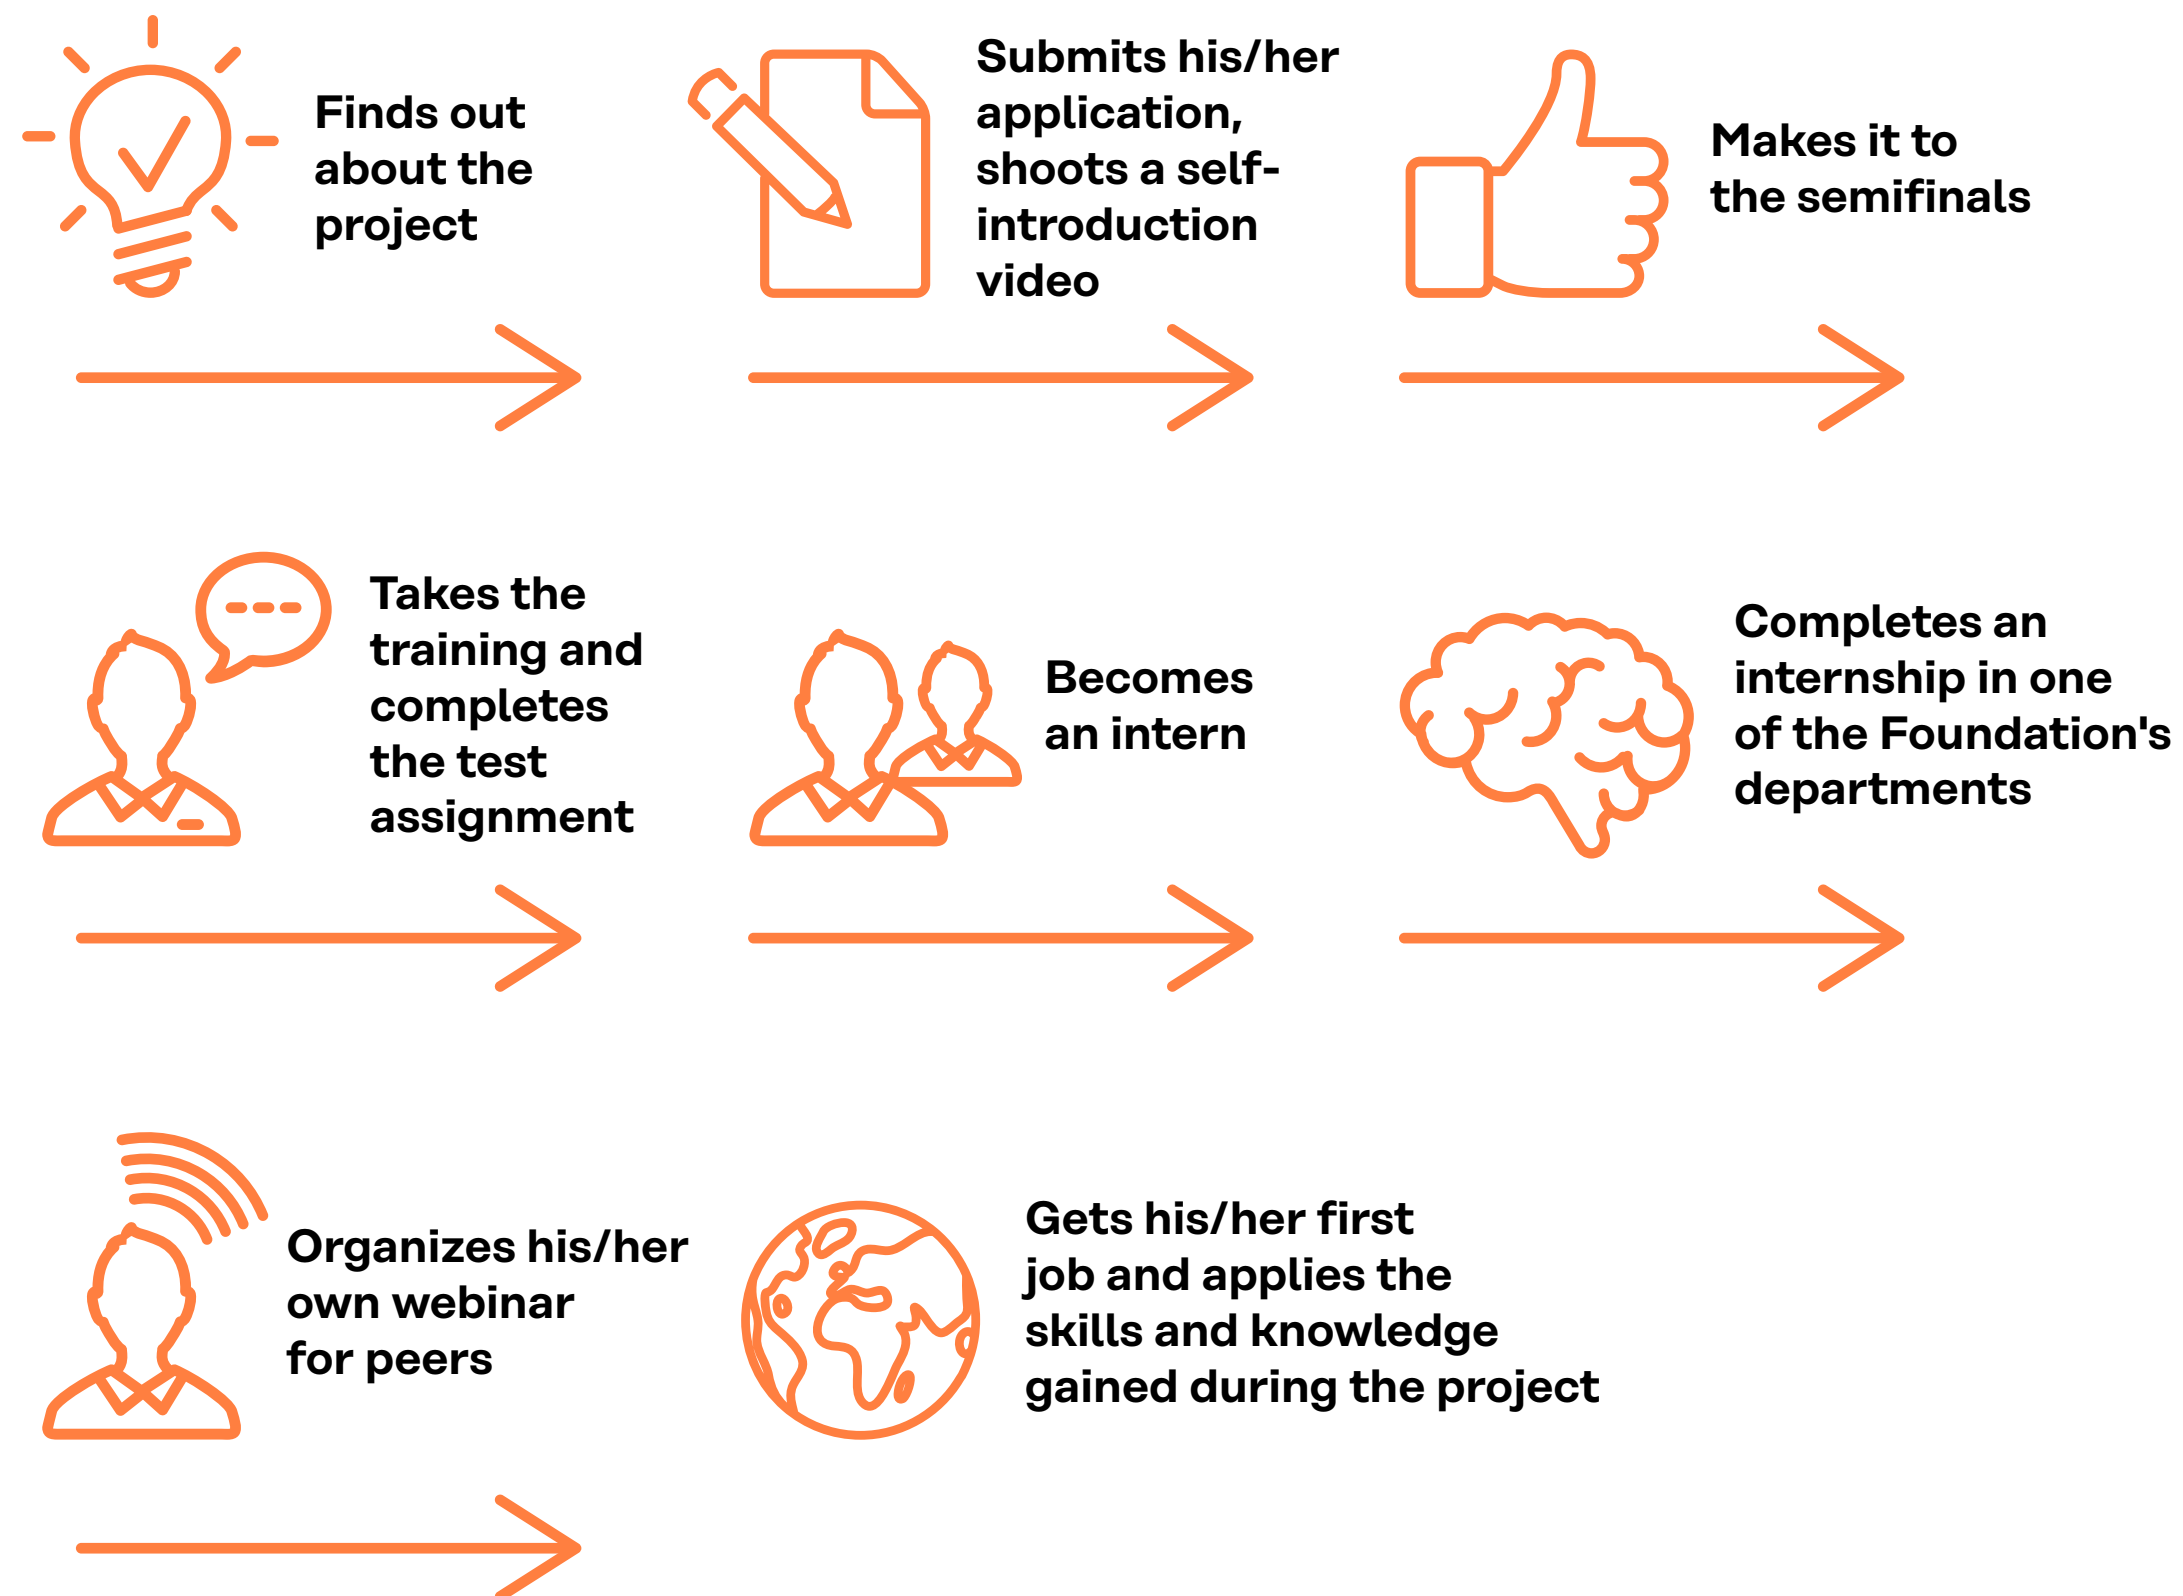 Finds out
about the
project
Submits his/her
application,
shoots a self-
introduction
video
Makes it to
the semifinals
Takes the
training and
completes
the test
assignment
Becomes
an intern
Completes an
internship in one
of the Foundation's
departments
Organizes his/her
own webinar
for peers
Gets his/her first
job and applies the
skills and knowledge
gained during the project